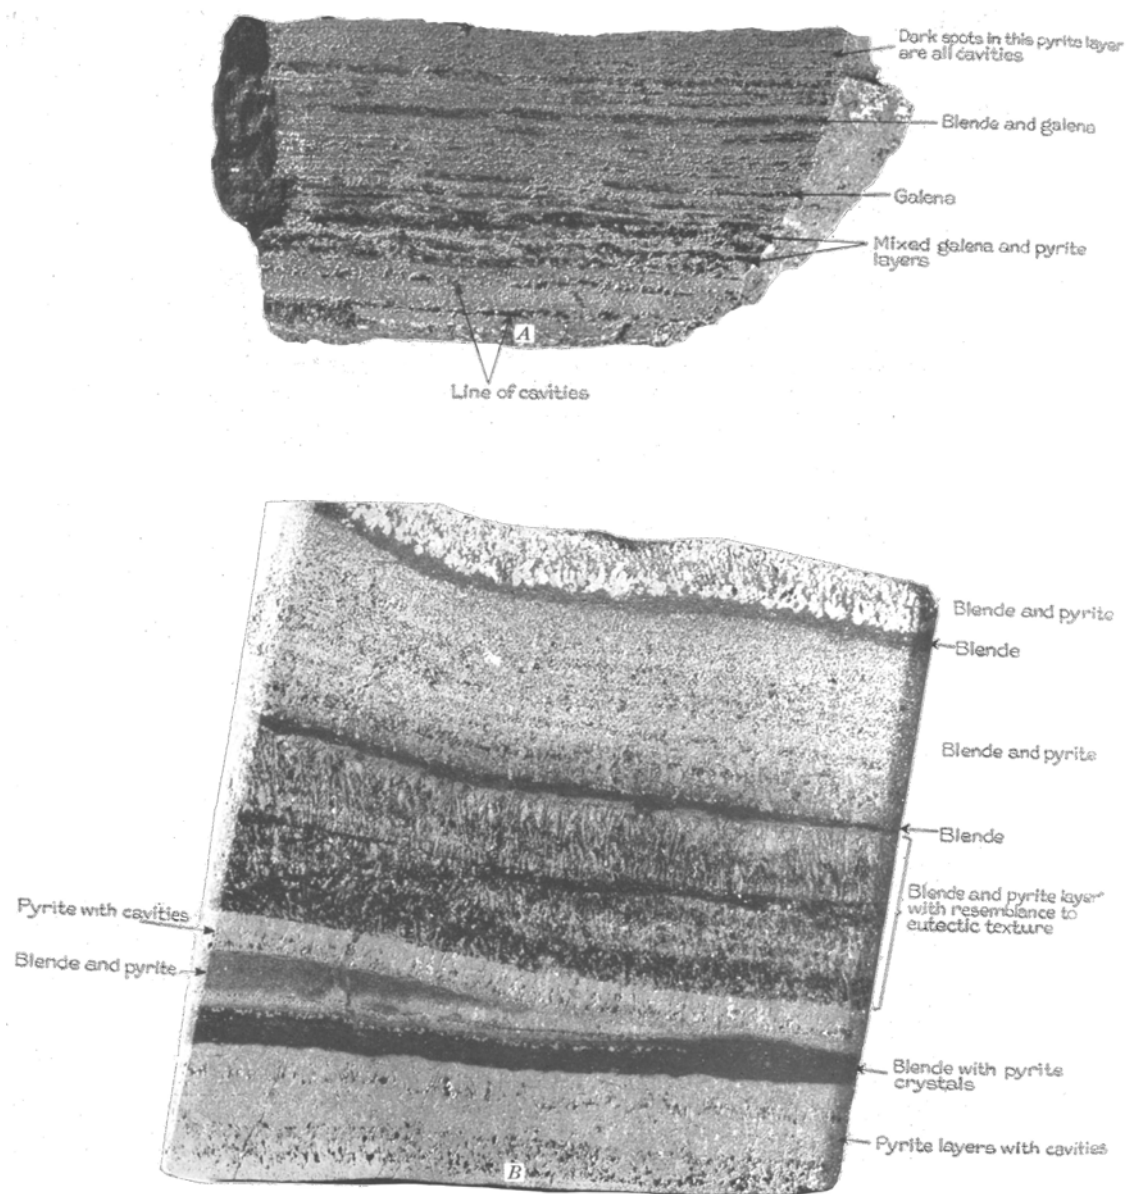 Dark spots in this pyrite layer
are all cavities
Blende and galena
Galena
Mixed galena and pyrite
layers
A
Line of cavities
Blende and pyrite
Blende
Blende and pyrite
Blende
Blende and pyrite layer
with resemblance to
eutectic texture
Pyrite with cavities
Blende and pyrite
Blende with pyrite
crystals
Pyrite layers with cavities
B